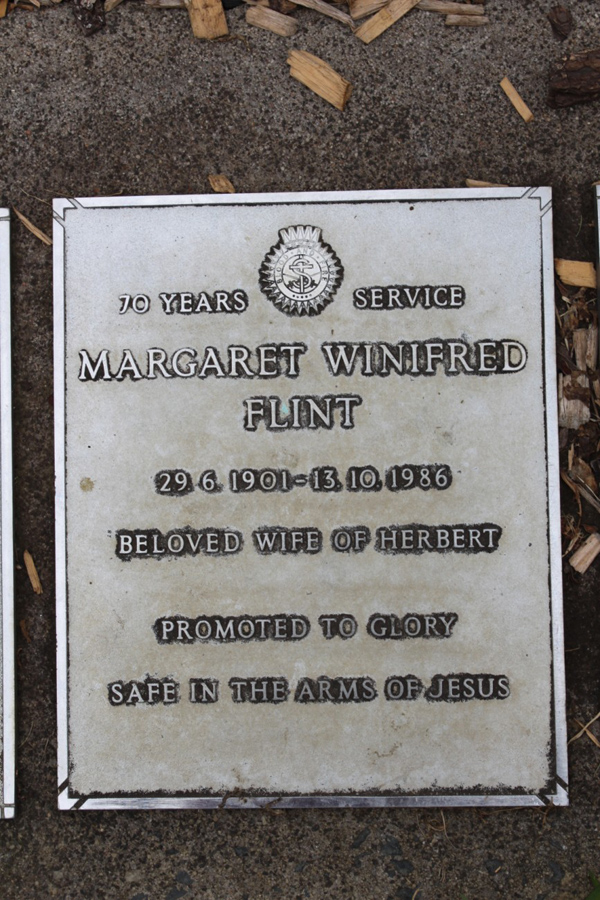 70 YEARS SERVICE
MARGARET WINIFRED
FLINT
29.6.1901-13.10.1986
BELOVED WIFE OF HERBERT
PROMOTED TO GLORY
SAFE IN THE ARMS OF JESUS